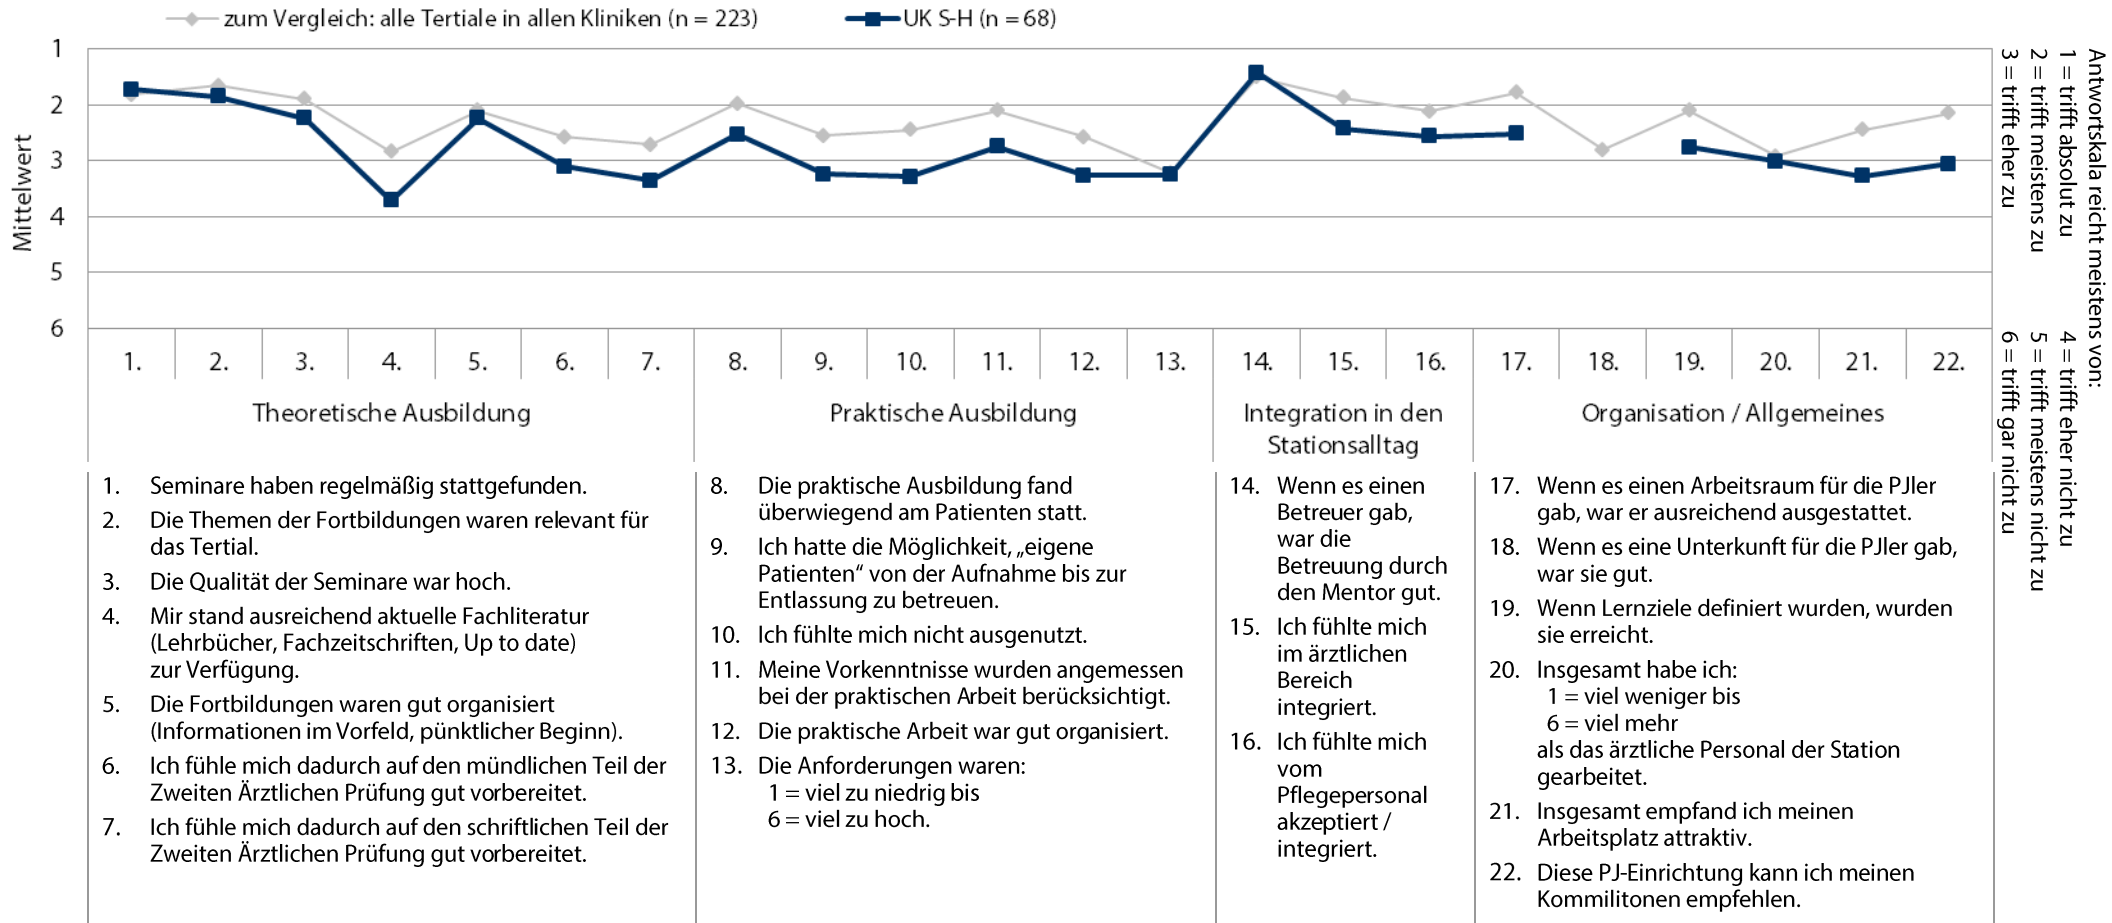 zum Vergleich: alle Tertiale in allen Kliniken (n = 223)
UK S-H (n = 68)
Mittelwert
1
2
3
4
5
6
1. 2. 3. 4. 5. 6. 7. 8. 9. 10. 11. 12. 13. 14. 15. 16. 17. 18. 19. 20. 21. 22.
Theoretische Ausbildung
Praktische Ausbildung
Integration in den
Stationsalltag
Organisation / Allgemeines
Antwortskala reicht meistens von:
1 = trifft absolut zu
2 = trifft meistens zu
3 = trifft eher zu
4 = trifft eher nicht zu
5 = trifft meistens nicht zu
6 = trifft gar nicht zu
1. Seminare haben regelmäßig stattgefunden.
2. Die Themen der Fortbildungen waren relevant für
das Tertial.
3. Die Qualität der Seminare war hoch.
4. Mir stand ausreichend aktuelle Fachliteratur
(Lehrbücher, Fachzeitschriften, Up to date)
zur Verfügung.
5. Die Fortbildungen waren gut organisiert
(Informationen im Vorfeld, pünktlicher Beginn).
6. Ich fühle mich dadurch auf den mündlichen Teil der
Zweiten Ärztlichen Prüfung gut vorbereitet.
7. Ich fühle mich dadurch auf den schriftlichen Teil der
Zweiten Ärztlichen Prüfung gut vorbereitet.
8. Die praktische Ausbildung fand
überwiegend am Patienten statt.
9. Ich hatte die Möglichkeit, „eigene
Patienten“ von der Aufnahme bis zur
Entlassung zu betreuen.
10. Ich fühlte mich nicht ausgenutzt.
11. Meine Vorkenntnisse wurden angemessen
bei der praktischen Arbeit berücksichtigt.
12. Die praktische Arbeit war gut organisiert.
13. Die Anforderungen waren:
1 = viel zu niedrig bis
6 = viel zu hoch.
14. Wenn es einen
Betreuer gab,
war die
Betreuung durch
den Mentor gut.
15. Ich fühlte mich
im ärztlichen
Bereich
integriert.
16. Ich fühlte mich
vom
Pflegepersonal
akzeptiert /
integriert.
17. Wenn es einen Arbeitsraum für die PJler
gab, war er ausreichend ausgestattet.
18. Wenn es eine Unterkunft für die PJler gab,
war sie gut.
19. Wenn Lernziele definiert wurden, wurden
sie erreicht.
20. Insgesamt habe ich:
1 = viel weniger bis
6 = viel mehr
als das ärztliche Personal der Station
gearbeitet.
21. Insgesamt empfand ich meinen
Arbeitsplatz attraktiv.
22. Diese PJ-Einrichtung kann ich meinen
Kommilitonen empfehlen.